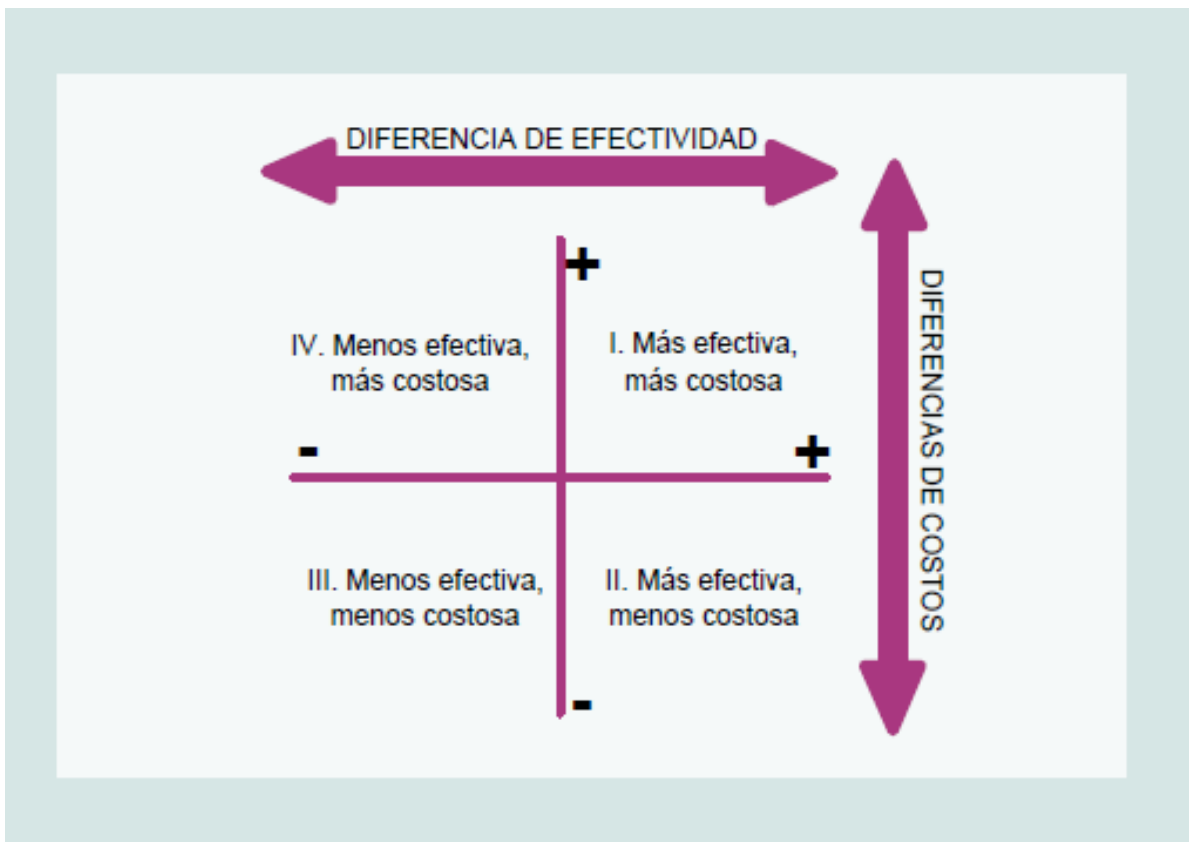 DIFERENCIA DE EFECTIVIDAD
+
IV. Menos efectiva,
más costosa
I. Más efectiva,
más costosa
-
+
III. Menos efectiva,
menos costosa
II. Más efectiva,
menos costosa
-
DIFERENCIAS DE COSTOS